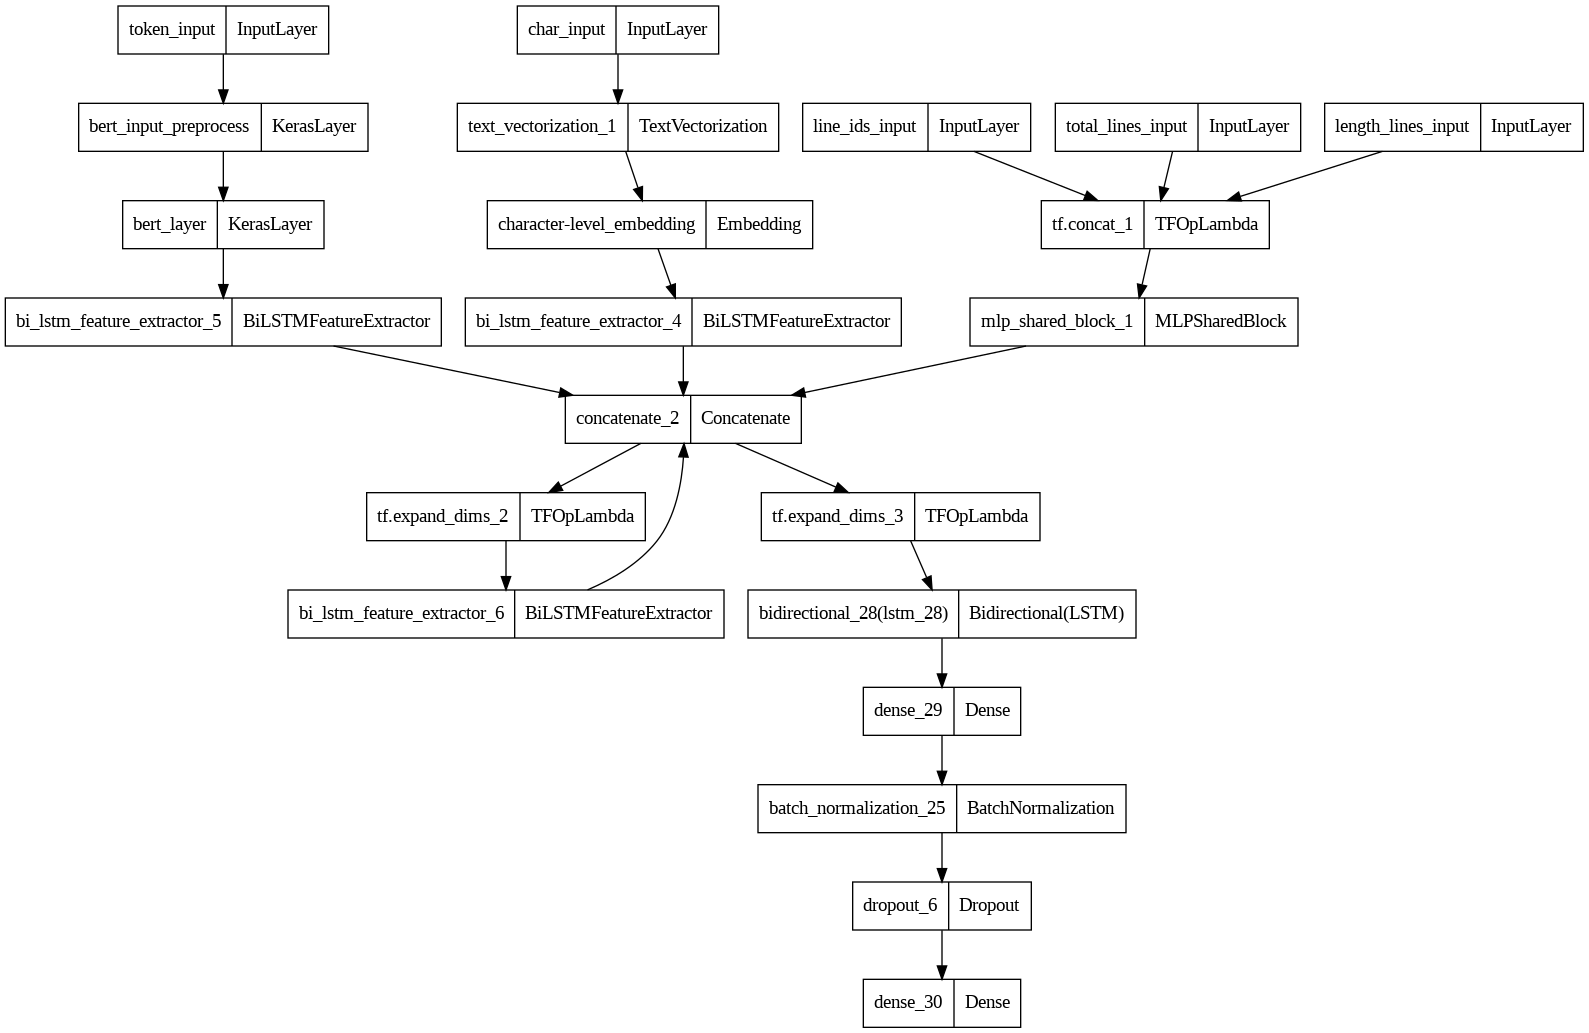 token_input InputLayer
char_input InputLayer
bert_input_preprocess KerasLayer
text_vectorization_1 TextVectorization
line_ids_input InputLayer
total_lines_input InputLayer
length_lines_input InputLayer
bert_layer KerasLayer
character-level_embedding Embedding
tf.concat_1 TFOpLambda
bi_lstm_feature_extractor_5 BiLSTMFeatureExtractor
bi_lstm_feature_extractor_4 BiLSTMFeatureExtractor
mlp_shared_block_1 MLPSharedBlock
concatenate_2 Concatenate
tf.expand_dims_2 TFOpLambda
tf.expand_dims_3 TFOpLambda
bi_lstm_feature_extractor_6 BiLSTMFeatureExtractor
bidirectional_28(lstm_28) Bidirectional(LSTM)
dense_29 Dense
batch_normalization_25 BatchNormalization
dropout_6 Dropout
dense_30 Dense